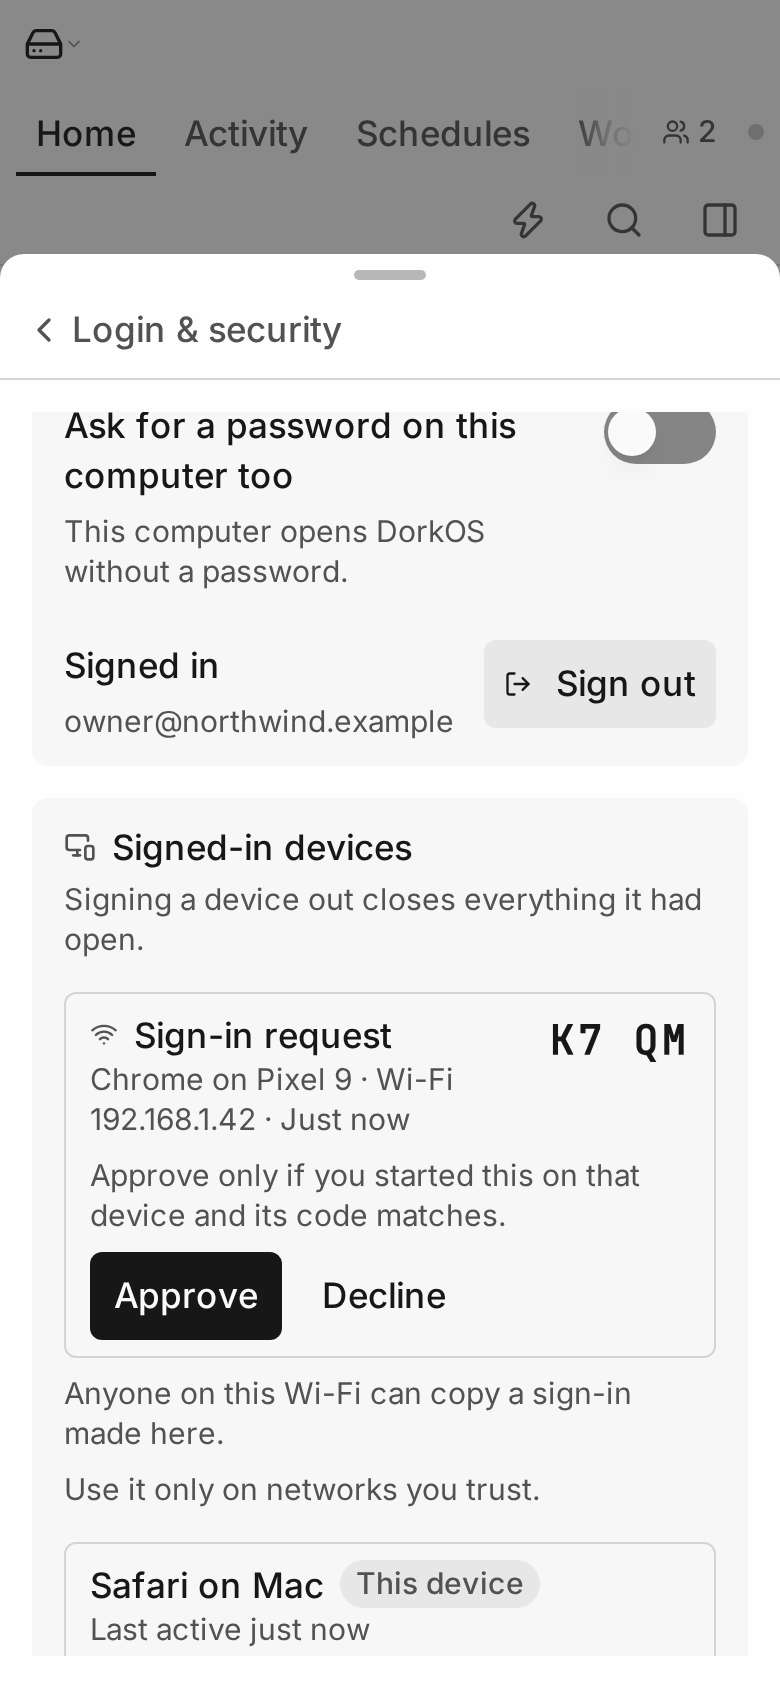 Home Activity Schedules Wo 2
Login & security
Ask for a password on this
computer too
This computer opens DorkOS
without a password.
Signed in
Sign out
owner@northwind.example
Signed-in devices
Signing a device out closes everything it had
open.
Sign-in request
K7 QM
Chrome on Pixel 9 · Wi-Fi
192.168.1.42 · Just now
Approve only if you started this on that
device and its code matches.
Approve Decline
Anyone on this Wi-Fi can copy a sign-in
made here.
Use it only on networks you trust.
Safari on Mac This device
Last active just now